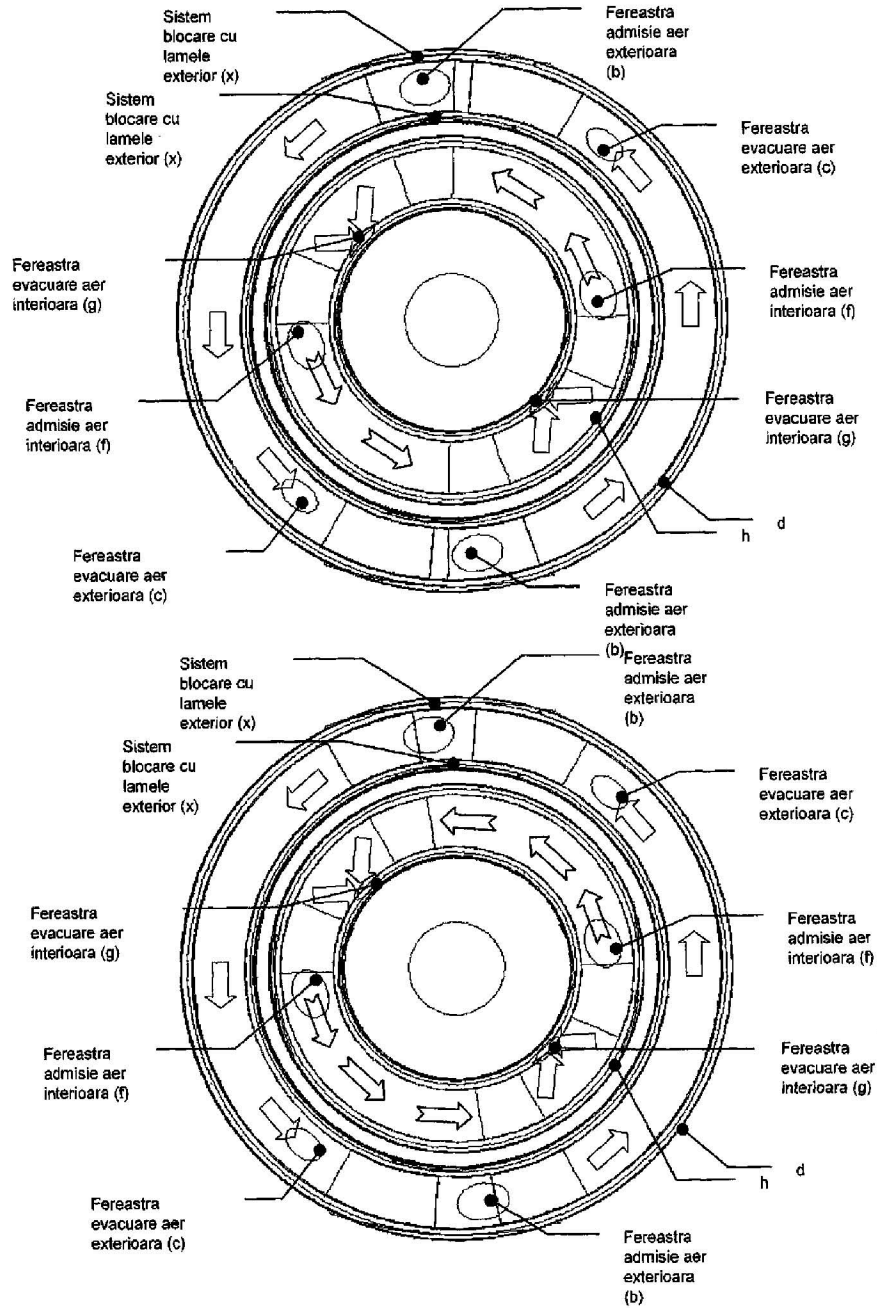 Sistem
blocare cu
lamele
exterior (x)
Fereastra
admisie aer
exterioara
(b)
Sistem
blocare cu
lamele
exterior (x)
Fereastra
evacuare aer
exterioara (c)
Fereastra
evacuare aer
interioara (g)
Fereastra
admisie aer
interioara (f)
Fereastra
admisie aer
interioara (f)
Fereastra
evacuare aer
interioara (g)
d
h
Fereastra
evacuare aer
exterioara (c)
Fereastra
admisie aer
exterioara
(b)
Sistem
blocare cu
lamele
exterior (x)
Fereastra
admisie aer
exterioara
(b)
Sistem
blocare cu
lamele
exterior (x)
Fereastra
evacuare aer
exterioara (c)
Fereastra
evacuare aer
interioara (g)
Fereastra
admisie aer
interioara (f)
Fereastra
admisie aer
interioara (f)
Fereastra
evacuare aer
interioara (g)
d
h
Fereastra
evacuare aer
exterioara (c)
Fereastra
admisie aer
exterioara
(b)